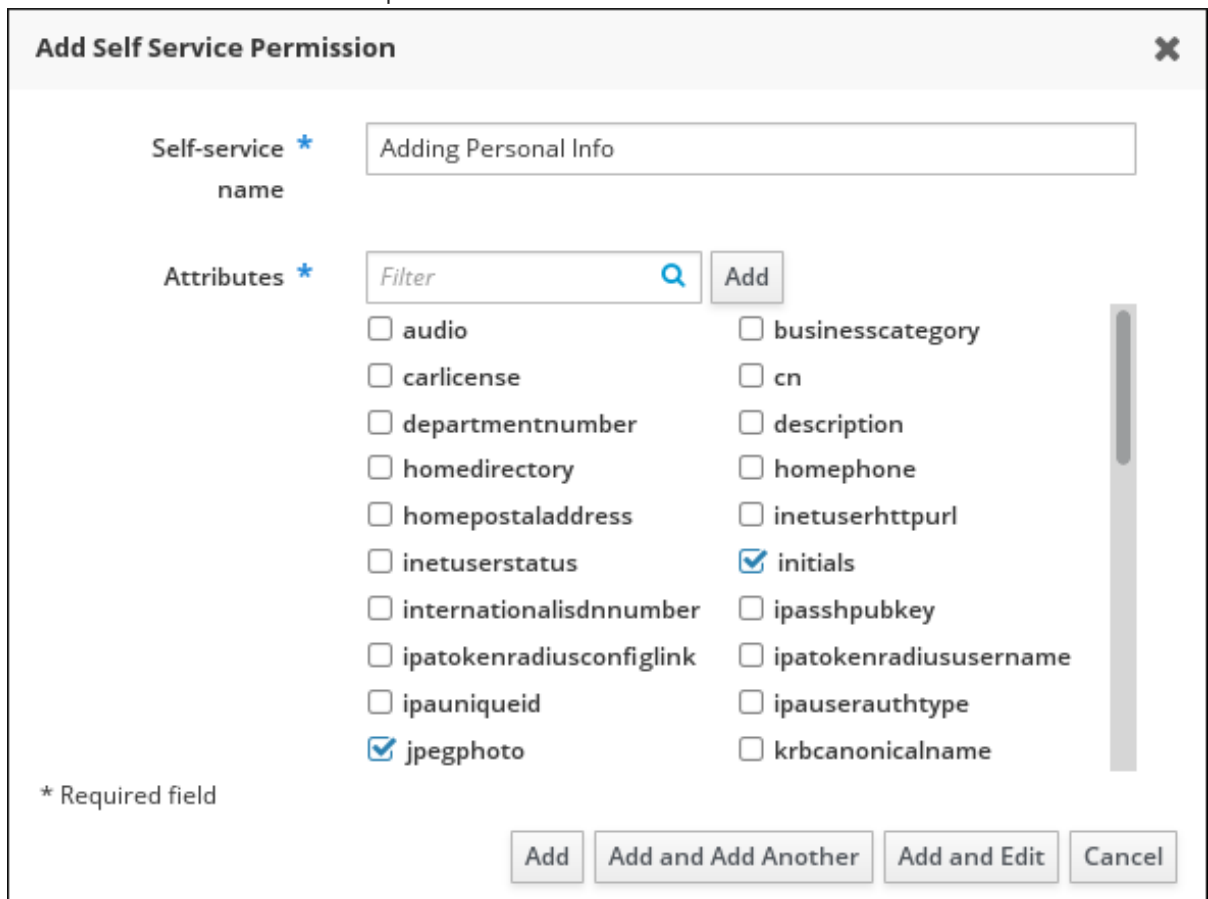 Add Self Service Permission
Self-service * Adding Personal Info
name
Attributes * Filter Add
audio businesscategory
carlicense cn
departmentnumber description
homedirectory homephone
homepostaladdress inetuserhttpurl
inetuserstatus initials
internationalisdnnumber ipasshpubkey
ipatokenradiusconfiglink ipatokenradiususername
ipauniqueid ipauserauthtype
jpegphoto krbcanonicalname
* Required field
Add Add and Add Another Add and Edit Cancel